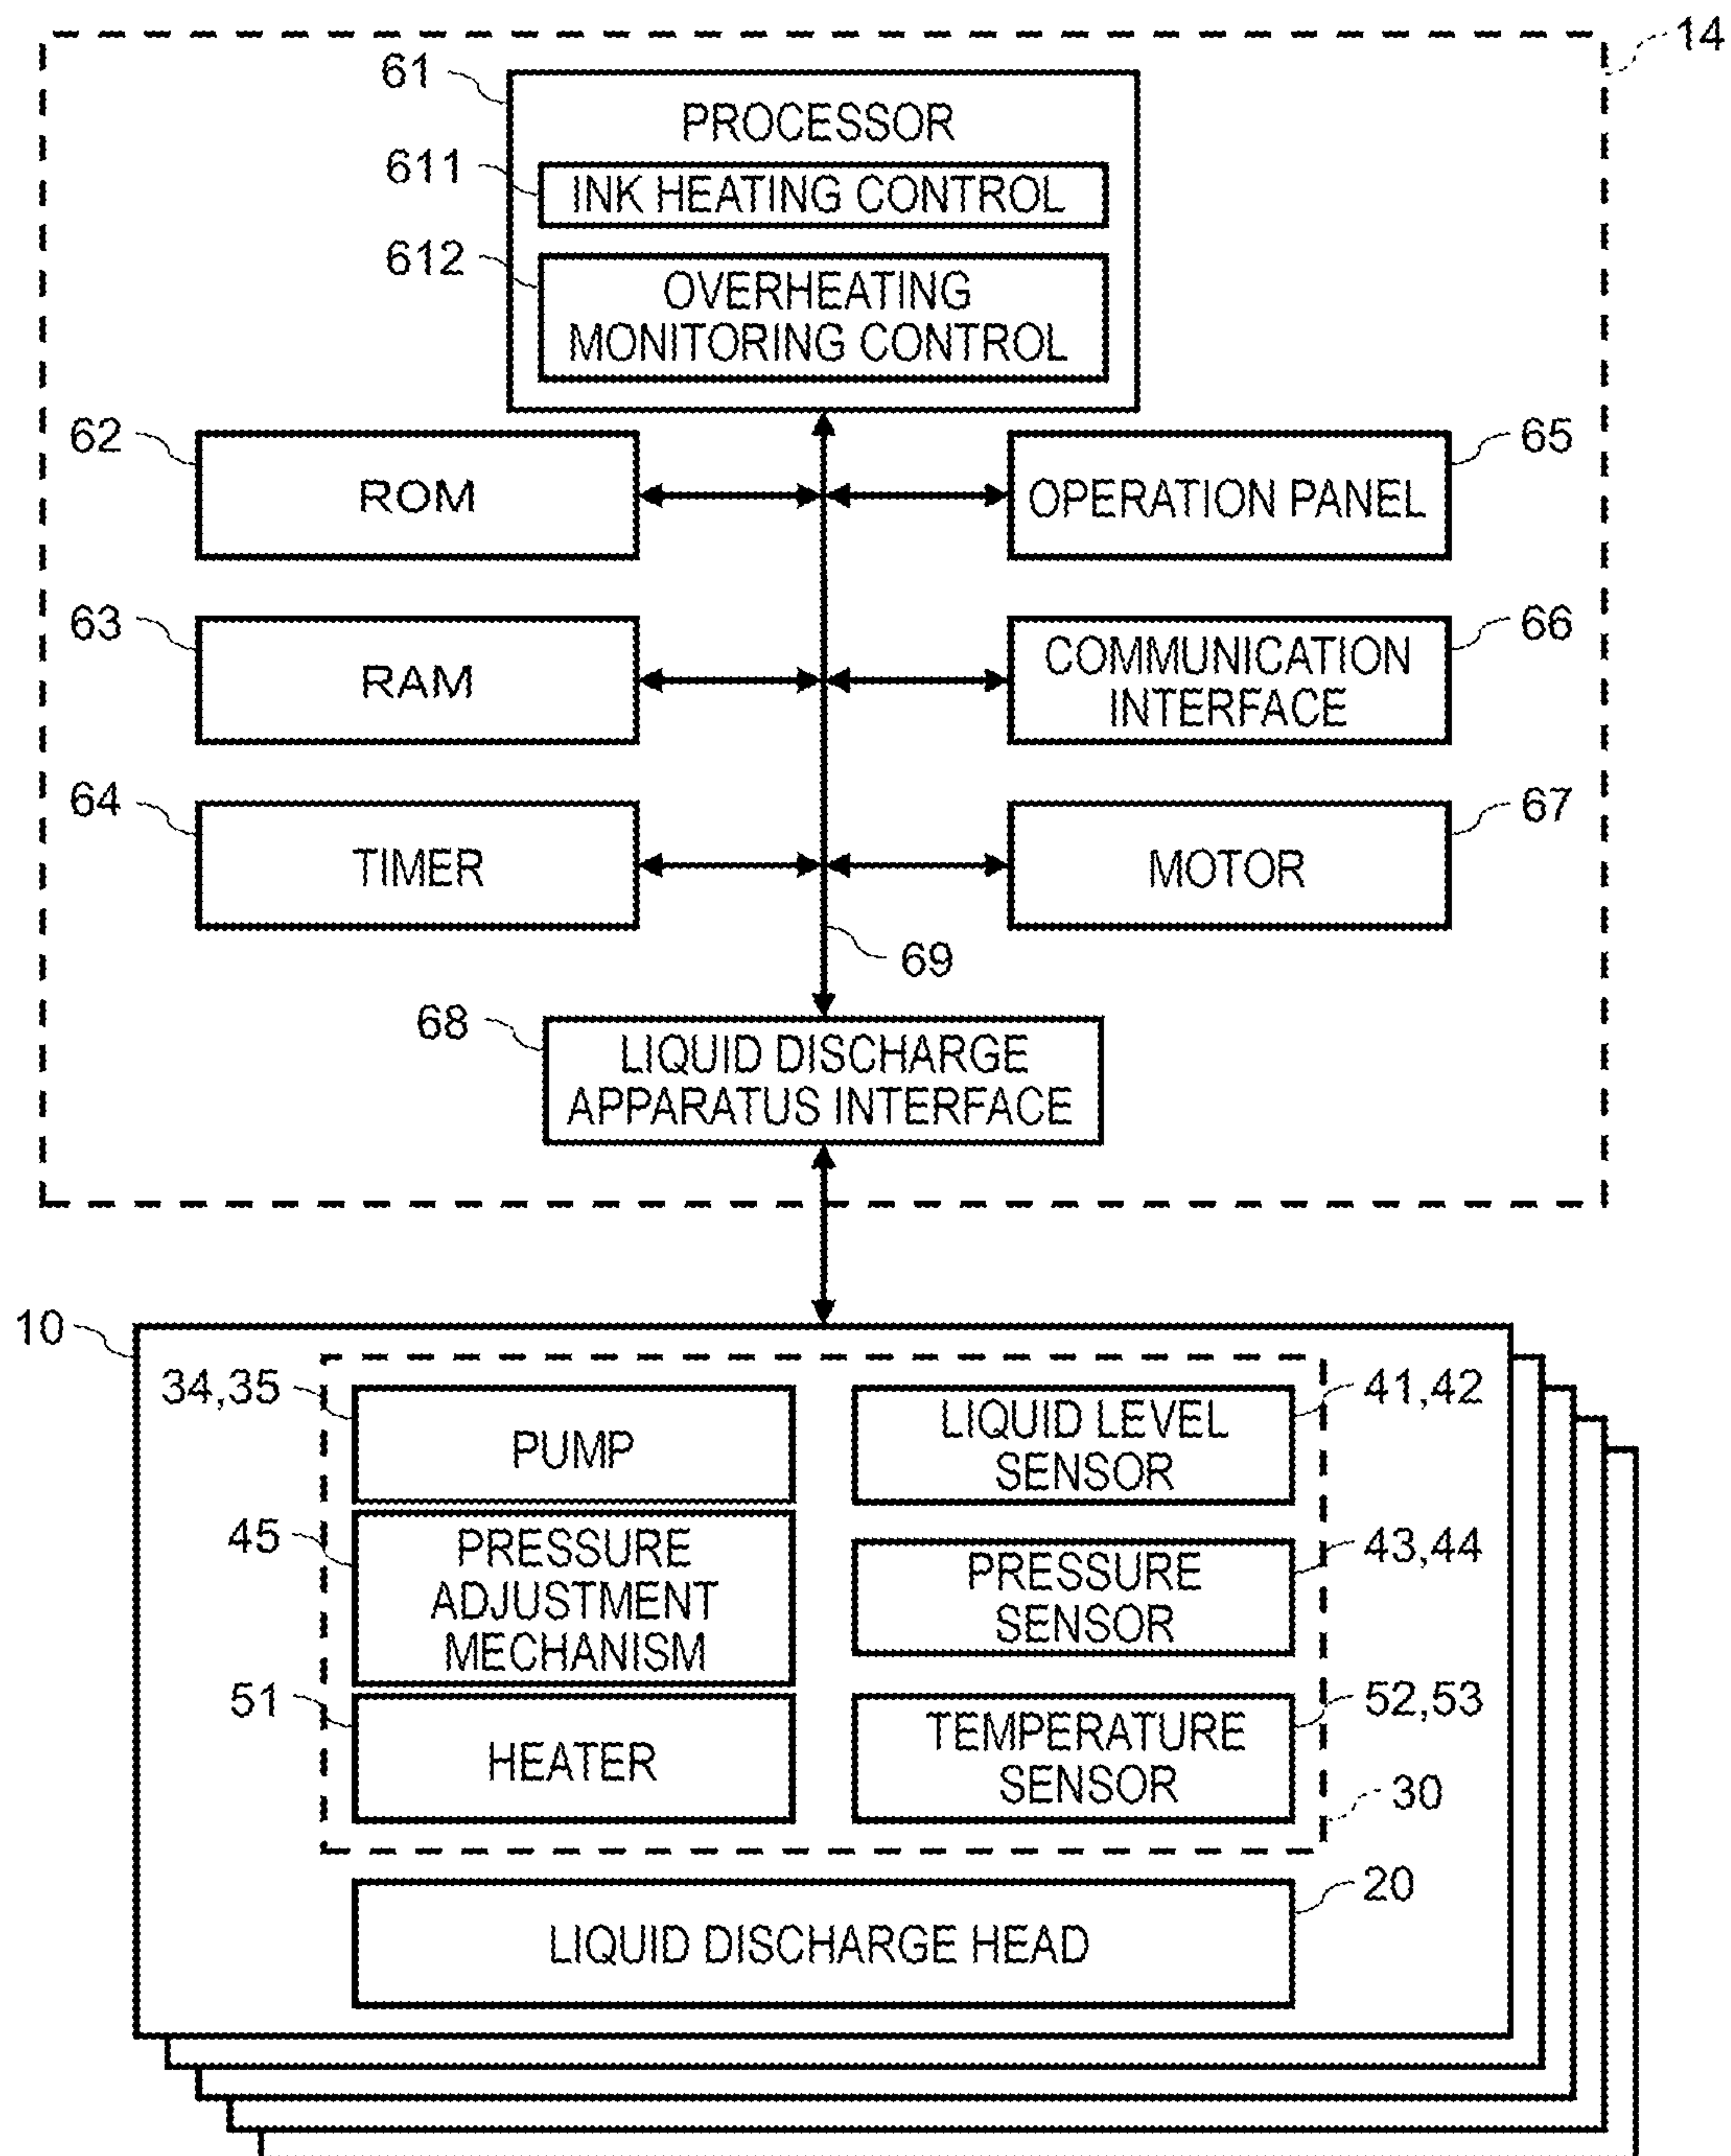 14
61
PROCESSOR
611
INK HEATING CONTROL
612
OVERHEATING
MONITORING CONTROL
62
ROM
65
OPERATION PANEL
63
RAM
66
COMMUNICATION
INTERFACE
64
TIMER
67
MOTOR
69
68
LIQUID DISCHARGE
APPARATUS INTERFACE
10
34,35
PUMP
41,42
LIQUID LEVEL
SENSOR
45
PRESSURE
ADJUSTMENT
MECHANISM
43,44
PRESSURE
SENSOR
51
HEATER
52,53
TEMPERATURE
SENSOR
30
20
LIQUID DISCHARGE HEAD